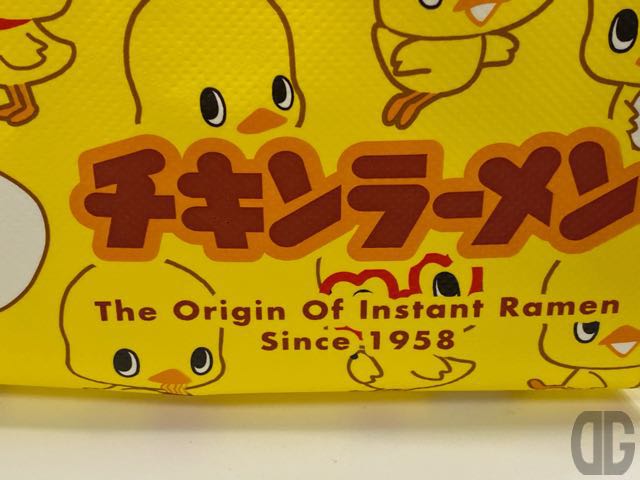 チキンラーメン
The Origin Of Instant Ramen
Since 1958
DG